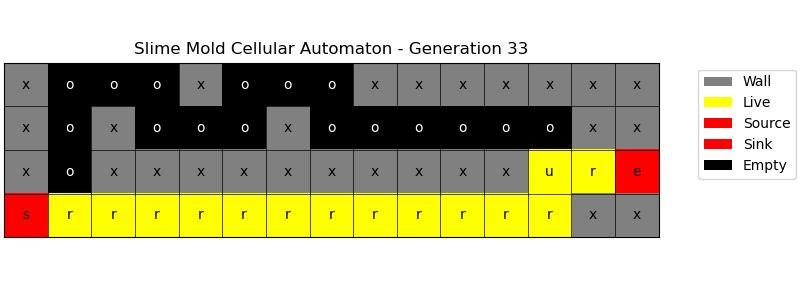 Slime Mold Cellular Automaton - Generation 33
x o o o x o o o x x x x x x x
x o x o o o x o o o o o o x x
x o x x x x x x x x x x u r e
s r r r r r r r r r r r r x x
Wall
Live
Source
Sink
Empty